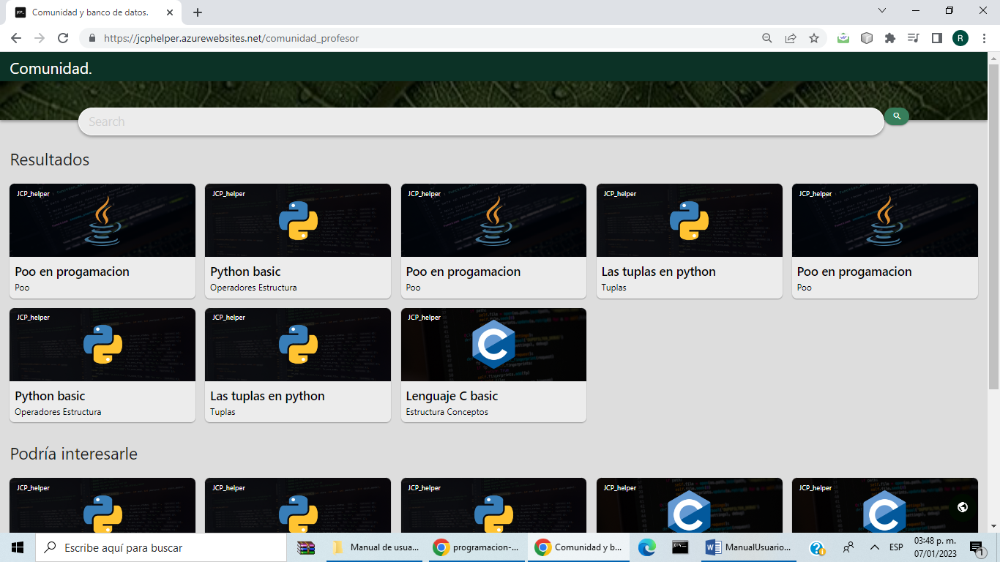 Comunidad y banco de datos.
https://jcphelper.azurewebsites.net/comunidad_profesor
R
Comunidad.
Search
Resultados
JCP_helper
JCP_helper
JCP_helper
JCP_helper
JCP_helper
Poo en progamacion
Poo
Python basic
Operadores Estructura
Poo en progamacion
Poo
Las tuplas en python
Tuplas
Poo en progamacion
Poo
JCP_helper
JCP_helper
JCP_helper
Python basic
Operadores Estructura
Las tuplas en python
Tuplas
Lenguaje C basic
Estructura Conceptos
Podría interesarle
JCP_helper
JCP_helper
JCP_helper
JCP_helper
JCP_helper
Escribe aquí para buscar
Manual de usua...
programacion-...
Comunidad y b...
ManualUsuario...
ESP
03:48 p. m.
07/01/2023
1